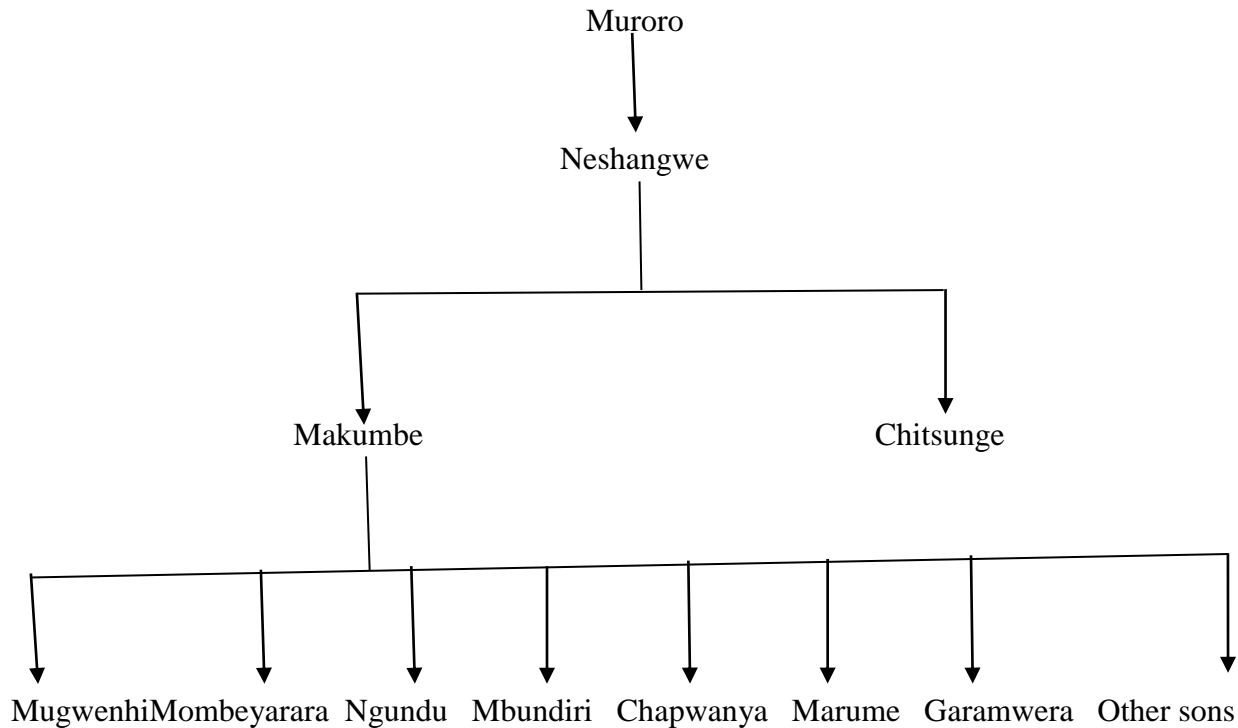 Muroro
Neshangwe
Makumbe Chitsunge
MugwenhiMombeyarara Ngundu Mbundiri Chapwanya Marume Garamwera Other sons